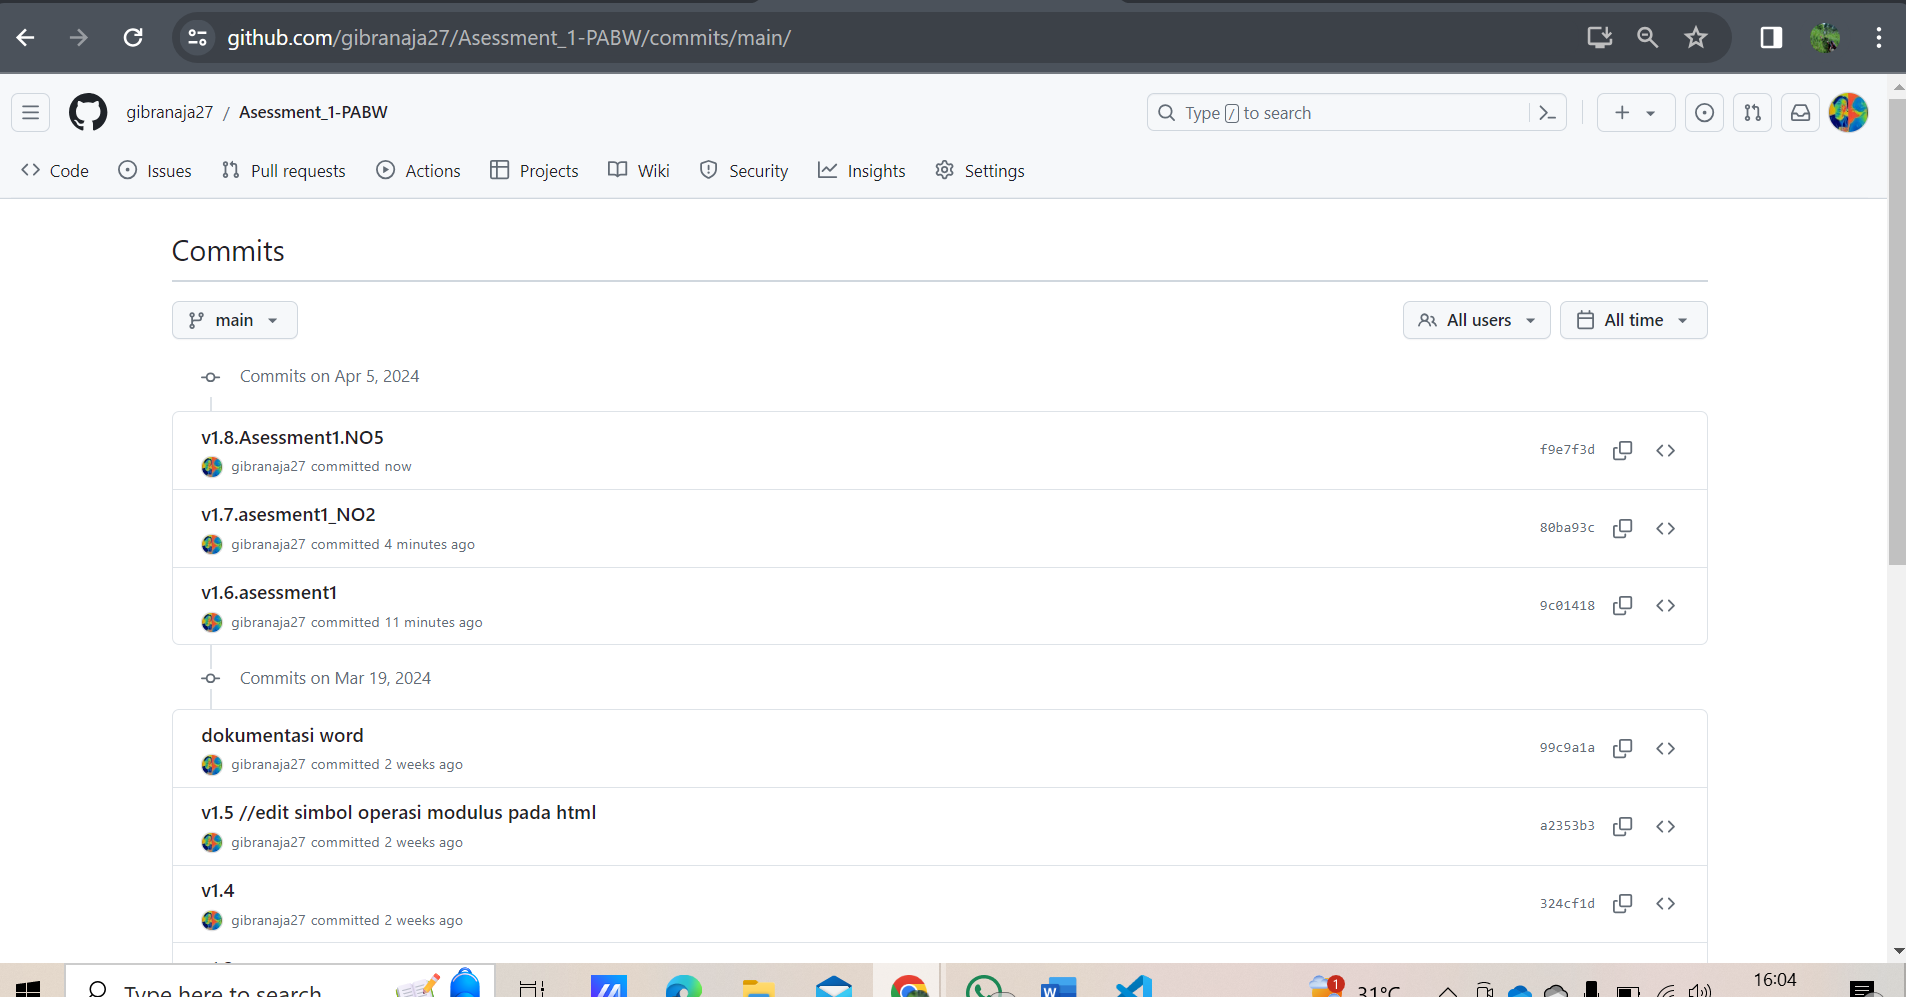 github.com/gibranaja27/Asessment_1-PABW/commits/main/
gibranaja27 / Asessment_1-PABW
Type / to search
Code Issues Pull requests Actions Projects Wiki Security Insights Settings
Commits
main
All users All time
Commits on Apr 5, 2024
v1.8.Asessment1.NO5
f9e7f3d
gibranaja27 committed now
v1.7.asesment1_NO2
80ba93c
gibranaja27 committed 4 minutes ago
v1.6.asessment1
9c01418
gibranaja27 committed 11 minutes ago
Commits on Mar 19, 2024
dokumentasi word
99c9a1a
gibranaja27 committed 2 weeks ago
v1.5 //edit simbol operasi modulus pada html
a2353b3
gibranaja27 committed 2 weeks ago
v1.4
324cf1d
gibranaja27 committed 2 weeks ago
Type here to search
1
31°C
16:04